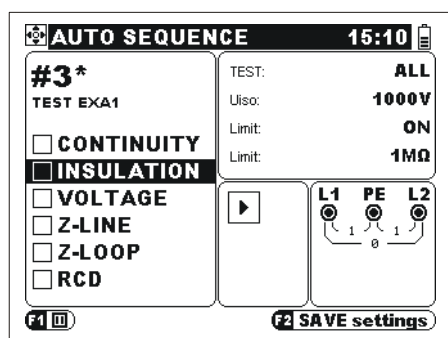 AUTO SEQUENCE 15:10
#3*
TEST EXA1
CONTINUITY
INSULATION
VOLTAGE
Z-LINE
Z-LOOP
RCD
TEST: ALL
Uiso: 1000V
Limit: ON
Limit: 1MΩ
L1 PE L2
1 1
0
F1 F2 SAVE settings